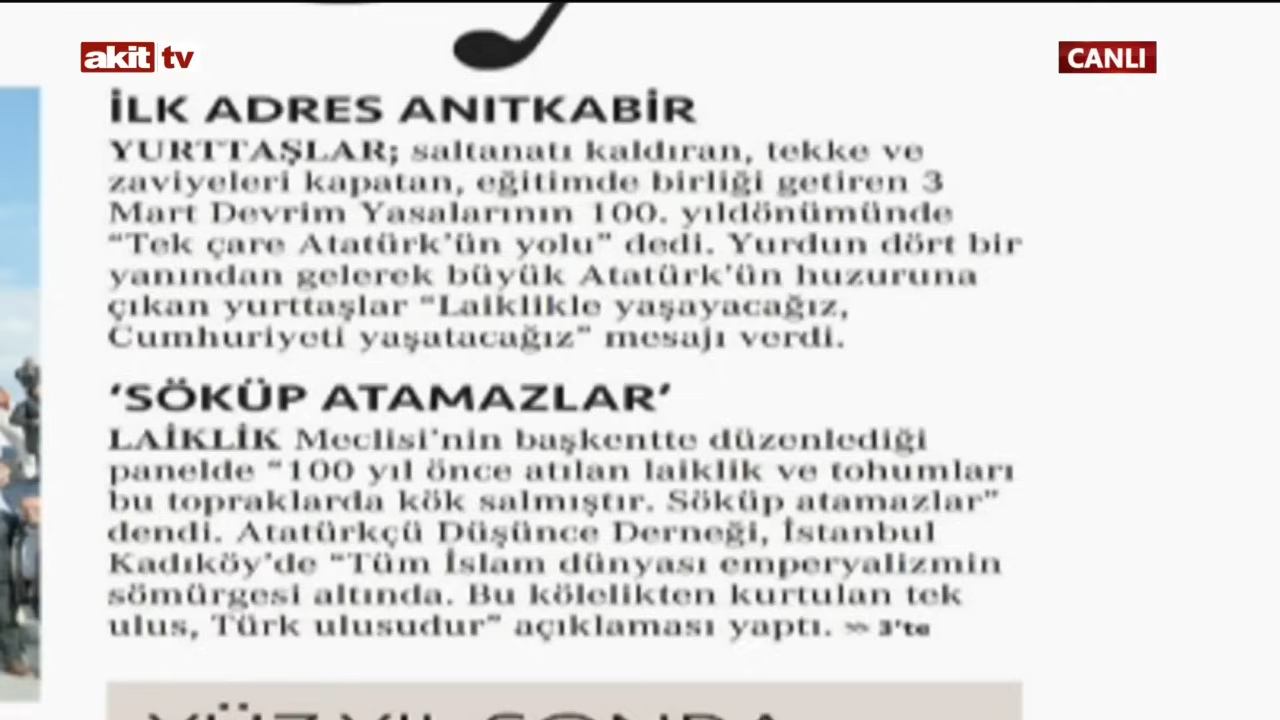 akit tv
CANLI
İLK ADRES ANITKABİR
YURTTAŞLAR; saltanatı kaldıran, tekke ve
zaviyeleri kapatan, eğitimde birliği getiren 3
Mart Devrim Yasalarının 100. yıldönümünde
“Tek çare Atatürk’ün yolu” dedi. Yurdun dört bir
yanından gelerek büyük Atatürk’ün huzuruna
çıkan yurttaşlar “Laiklikle yaşayacağız,
Cumhuriyeti yaşatacağız” mesajı verdi.
‘SÖKÜP ATAMAZLAR’
LAİKLİK Meclisi’nin başkentte düzenlediği
panelde “100 yıl önce atılan laiklik ve tohumları
bu topraklarda kök salmıştır. Söküp atamazlar”
dendi. Atatürkçü Düşünce Derneği, İstanbul
Kadıköy’de “Tüm İslam dünyası emperyalizmin
sömürgesi altında. Bu kölelikten kurtulan tek
ulus, Türk ulusudur” açıklaması yaptı. >> 3’te
YÜZ YIL SONRA